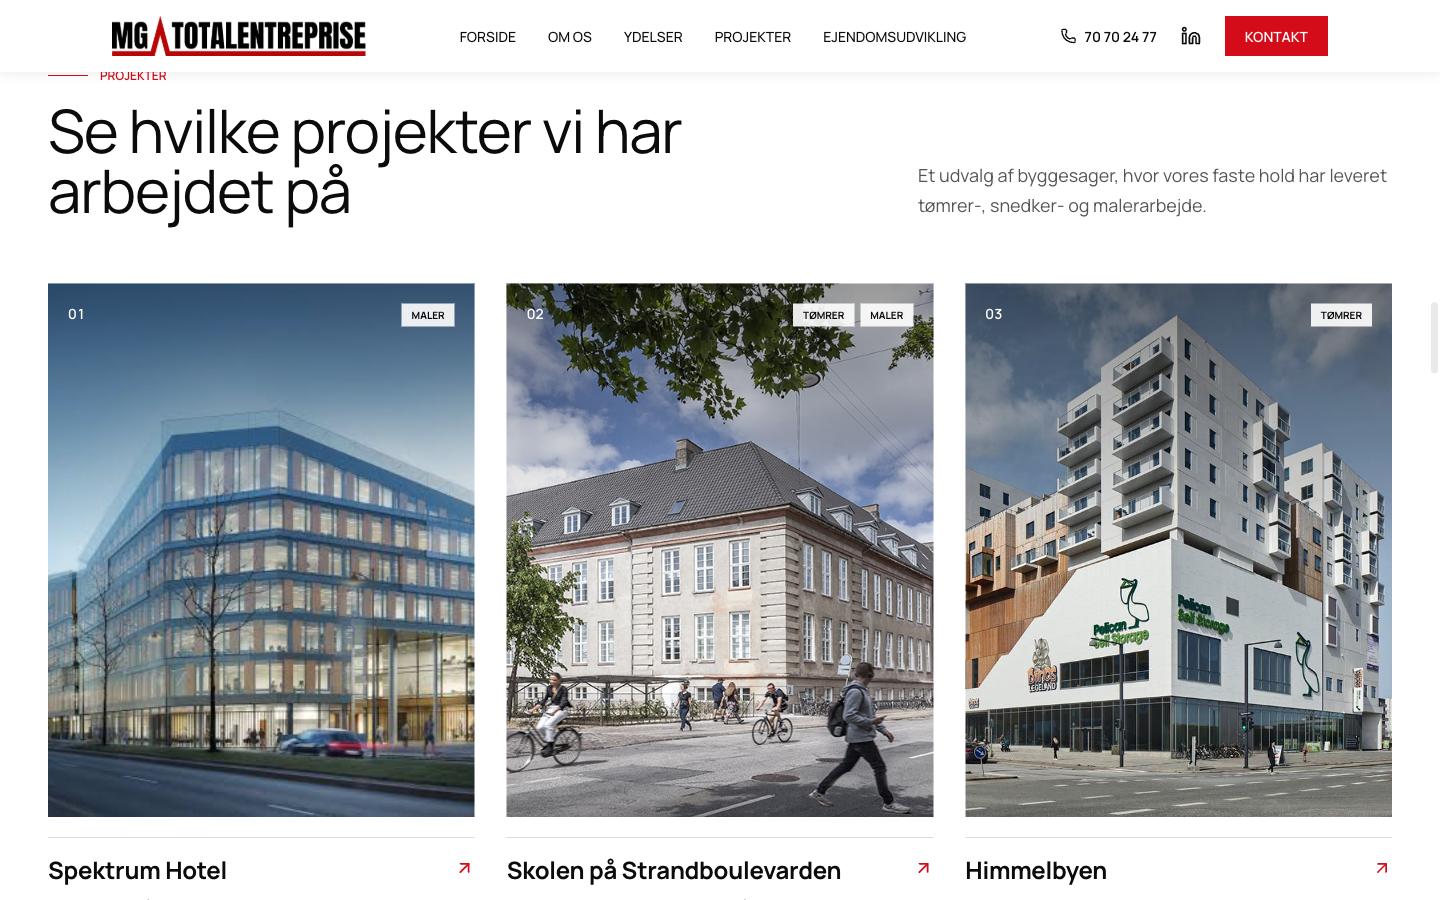 MG TOTALENTREPRISE
FORSIDE
OM OS
YDELSER
PROJEKTER
EJENDOMSUDVIKLING
70 70 24 77
KONTAKT
PROJEKTER
Se hvilke projekter vi har
arbejdet på
Et udvalg af byggesager, hvor vores faste hold har leveret
tømrer-, snedker- og malerarbejde.
01
MALER
02
TØMRER
MALER
03
TØMRER
Pelican
Self Storage
Pelican
Self Storage
Spektrum Hotel
Skolen på Strandboulevarden
Himmelbyen